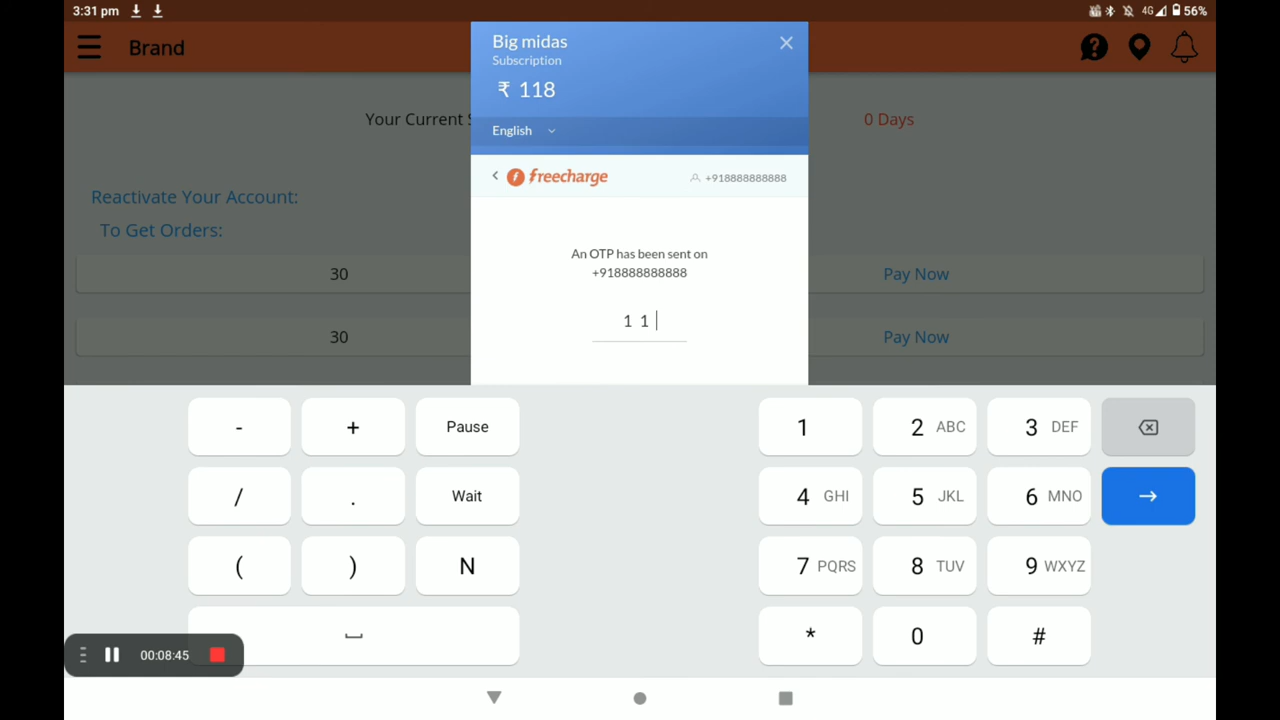 3:31 pm
4G 56%
Brand
Big midas
Subscription
₹ 118
English
Your Current S
0 Days
freecharge
+918888888888
Reactivate Your Account:
To Get Orders:
An OTP has been sent on
+918888888888
30
Pay Now
1 1
30
Pay Now
- + Pause 1 2 ABC 3 DEF
/ . Wait 4 GHI 5 JKL 6 MNO
( ) N 7 PQRS 8 TUV 9 WXYZ
* 0 #
00:08:45